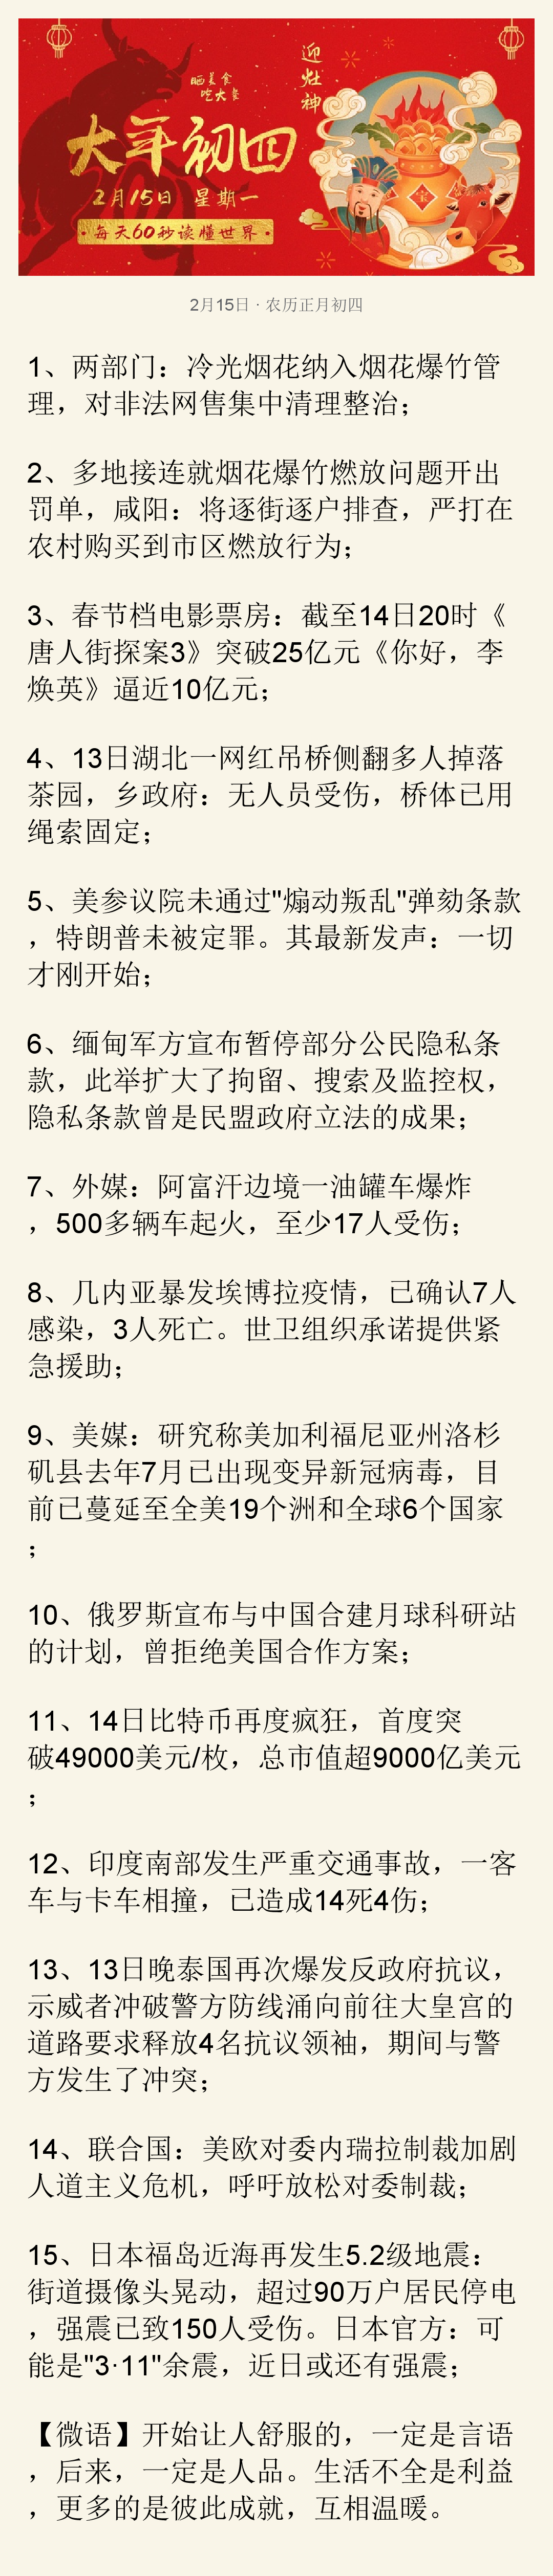 迎灶神
晒美食
吃大餐
大年初四
2月15日 星期一
·每天60秒读懂世界·
宝
2月15日 · 农历正月初四
1、两部门：冷光烟花纳入烟花爆竹管
理，对非法网售集中清理整治；
2、多地接连就烟花爆竹燃放问题开出
罚单，咸阳：将逐街逐户排查，严打在
农村购买到市区燃放行为；
3、春节档电影票房：截至14日20时《
唐人街探案3》突破25亿元《你好，李
焕英》逼近10亿元；
4、13日湖北一网红吊桥侧翻多人掉落
茶园，乡政府：无人员受伤，桥体已用
绳索固定；
5、美参议院未通过"煽动叛乱"弹劾条款
，特朗普未被定罪。其最新发声：一切
才刚开始；
6、缅甸军方宣布暂停部分公民隐私条
款，此举扩大了拘留、搜索及监控权，
隐私条款曾是民盟政府立法的成果；
7、外媒：阿富汗边境一油罐车爆炸
，500多辆车起火，至少17人受伤；
8、几内亚暴发埃博拉疫情，已确认7人
感染，3人死亡。世卫组织承诺提供紧
急援助；
9、美媒：研究称美加利福尼亚州洛杉
矶县去年7月已出现变异新冠病毒，目
前已蔓延至全美19个洲和全球6个国家
；
10、俄罗斯宣布与中国合建月球科研站
的计划，曾拒绝美国合作方案；
11、14日比特币再度疯狂，首度突
破49000美元/枚，总市值超9000亿美元
；
12、印度南部发生严重交通事故，一客
车与卡车相撞，已造成14死4伤；
13、13日晚泰国再次爆发反政府抗议，
示威者冲破警方防线涌向前往大皇宫的
道路要求释放4名抗议领袖，期间与警
方发生了冲突；
14、联合国：美欧对委内瑞拉制裁加剧
人道主义危机，呼吁放松对委制裁；
15、日本福岛近海再发生5.2级地震：
街道摄像头晃动，超过90万户居民停电
，强震已致150人受伤。日本官方：可
能是"3·11"余震，近日或还有强震；
【微语】开始让人舒服的，一定是言语
，后来，一定是人品。生活不全是利益
，更多的是彼此成就，互相温暖。